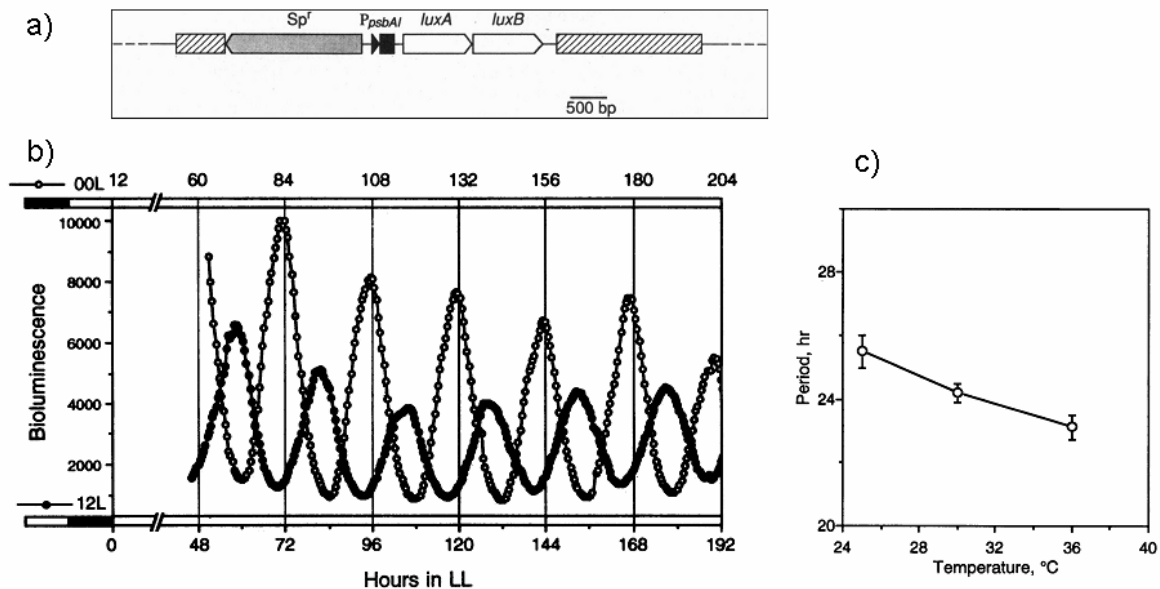 a)
Spʳ PpsbAI luxA luxB
500 bp
b)
00L 12 60 84 108 132 156 180 204
10000
8000
6000
4000
2000
Bioluminescence
12L
0 48 72 96 120 144 168 192
Hours in LL
c)
28
24
20
Period, hr
24 28 32 36 40
Temperature, °C